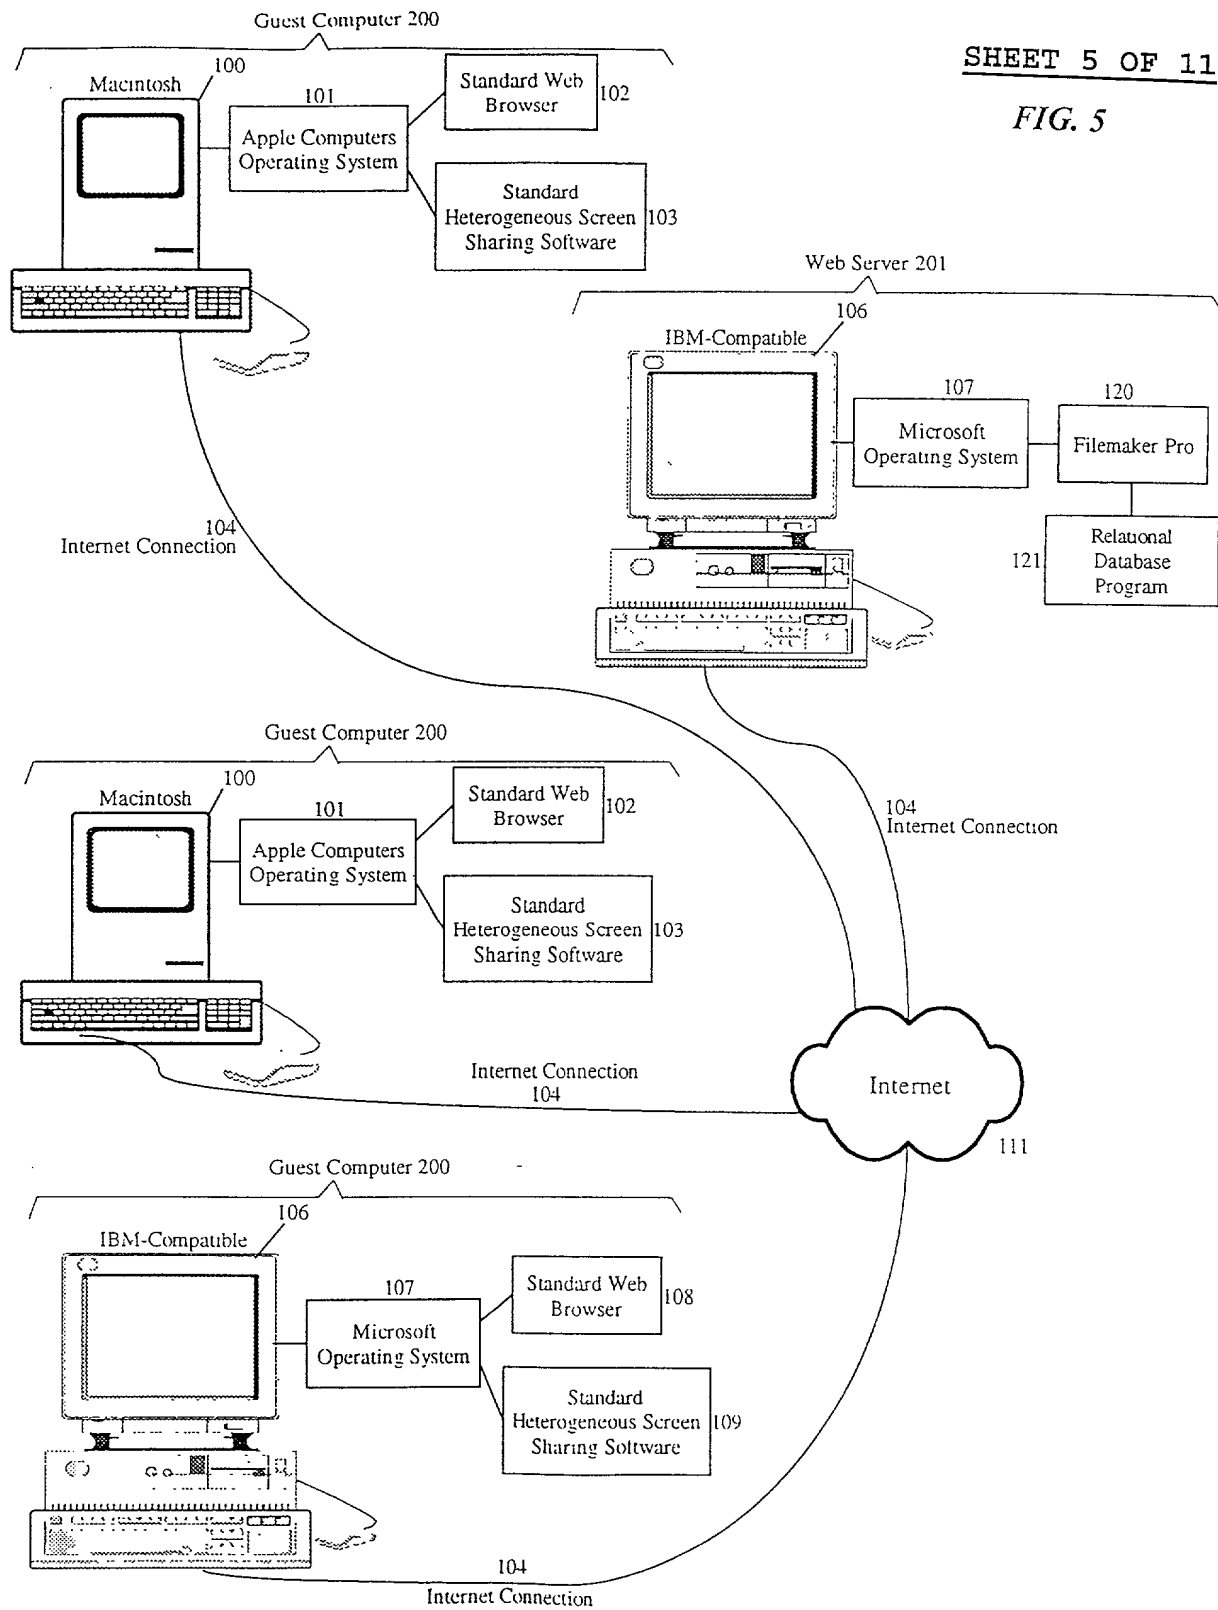 Guest Computer 200
SHEET 5 OF 11
FIG. 5
Macintosh
100
101
Apple Computers
Operating System
Standard Web
Browser
102
Standard
Heterogeneous Screen
Sharing Software
103
Web Server 201
106
IBM-Compatible
107
Microsoft
Operating System
120
Filemaker Pro
121
Relational
Database
Program
104
Internet Connection
Guest Computer 200
Macintosh
100
101
Apple Computers
Operating System
Standard Web
Browser
102
Standard
Heterogeneous Screen
Sharing Software
103
104
Internet Connection
Internet Connection
104
Internet
111
Guest Computer 200
106
IBM-Compatible
107
Microsoft
Operating System
Standard Web
Browser
108
Standard
Heterogeneous Screen
Sharing Software
109
104
Internet Connection